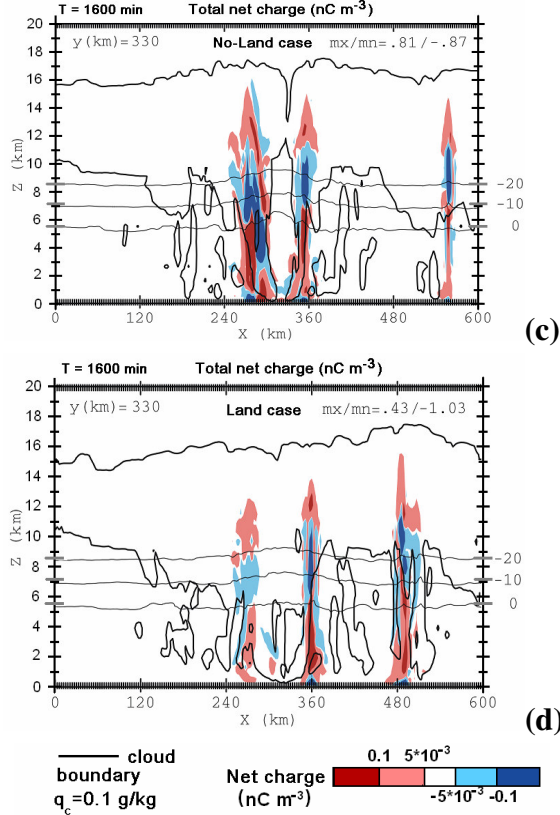 T = 1600 min Total net charge (nC m⁻³)
20
y(km)=330 No-Land case mx/mn=.81/-.87
18
16
14
12
10
8
6
4
2
0
Z (km)
-20
-10
0
0 120 240 360 480 600
X (km)
(c)
T = 1600 min Total net charge (nC m⁻³)
20
y(km)=330 Land case mx/mn=.43/-1.03
18
16
14
12
10
8
6
4
2
0
Z (km)
-20
-10
0
0 120 240 360 480 600
X (km)
(d)
cloud
boundary
q_c=0.1 g/kg
Net charge
(nC m⁻³)
0.1 5*10⁻³
-5*10⁻³ -0.1